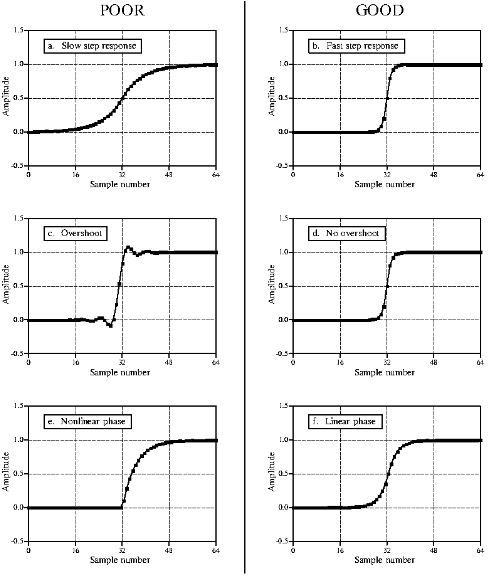 POOR
GOOD
a. Slow step response
1.5
1.0
0.5
0.0
-0.5
0 16 32 48 64
Sample number
Amplitude
b. Fast step response
1.5
1.0
0.5
0.0
-0.5
0 16 32 48 64
Sample number
Amplitude
c. Overshoot
1.5
1.0
0.5
0.0
-0.5
0 16 32 48 64
Sample number
Amplitude
d. No overshoot
1.5
1.0
0.5
0.0
-0.5
0 16 32 48 64
Sample number
Amplitude
e. Nonlinear phase
1.5
1.0
0.5
0.0
-0.5
0 16 32 48 64
Sample number
Amplitude
f. Linear phase
1.5
1.0
0.5
0.0
-0.5
0 16 32 48 64
Sample number
Amplitude